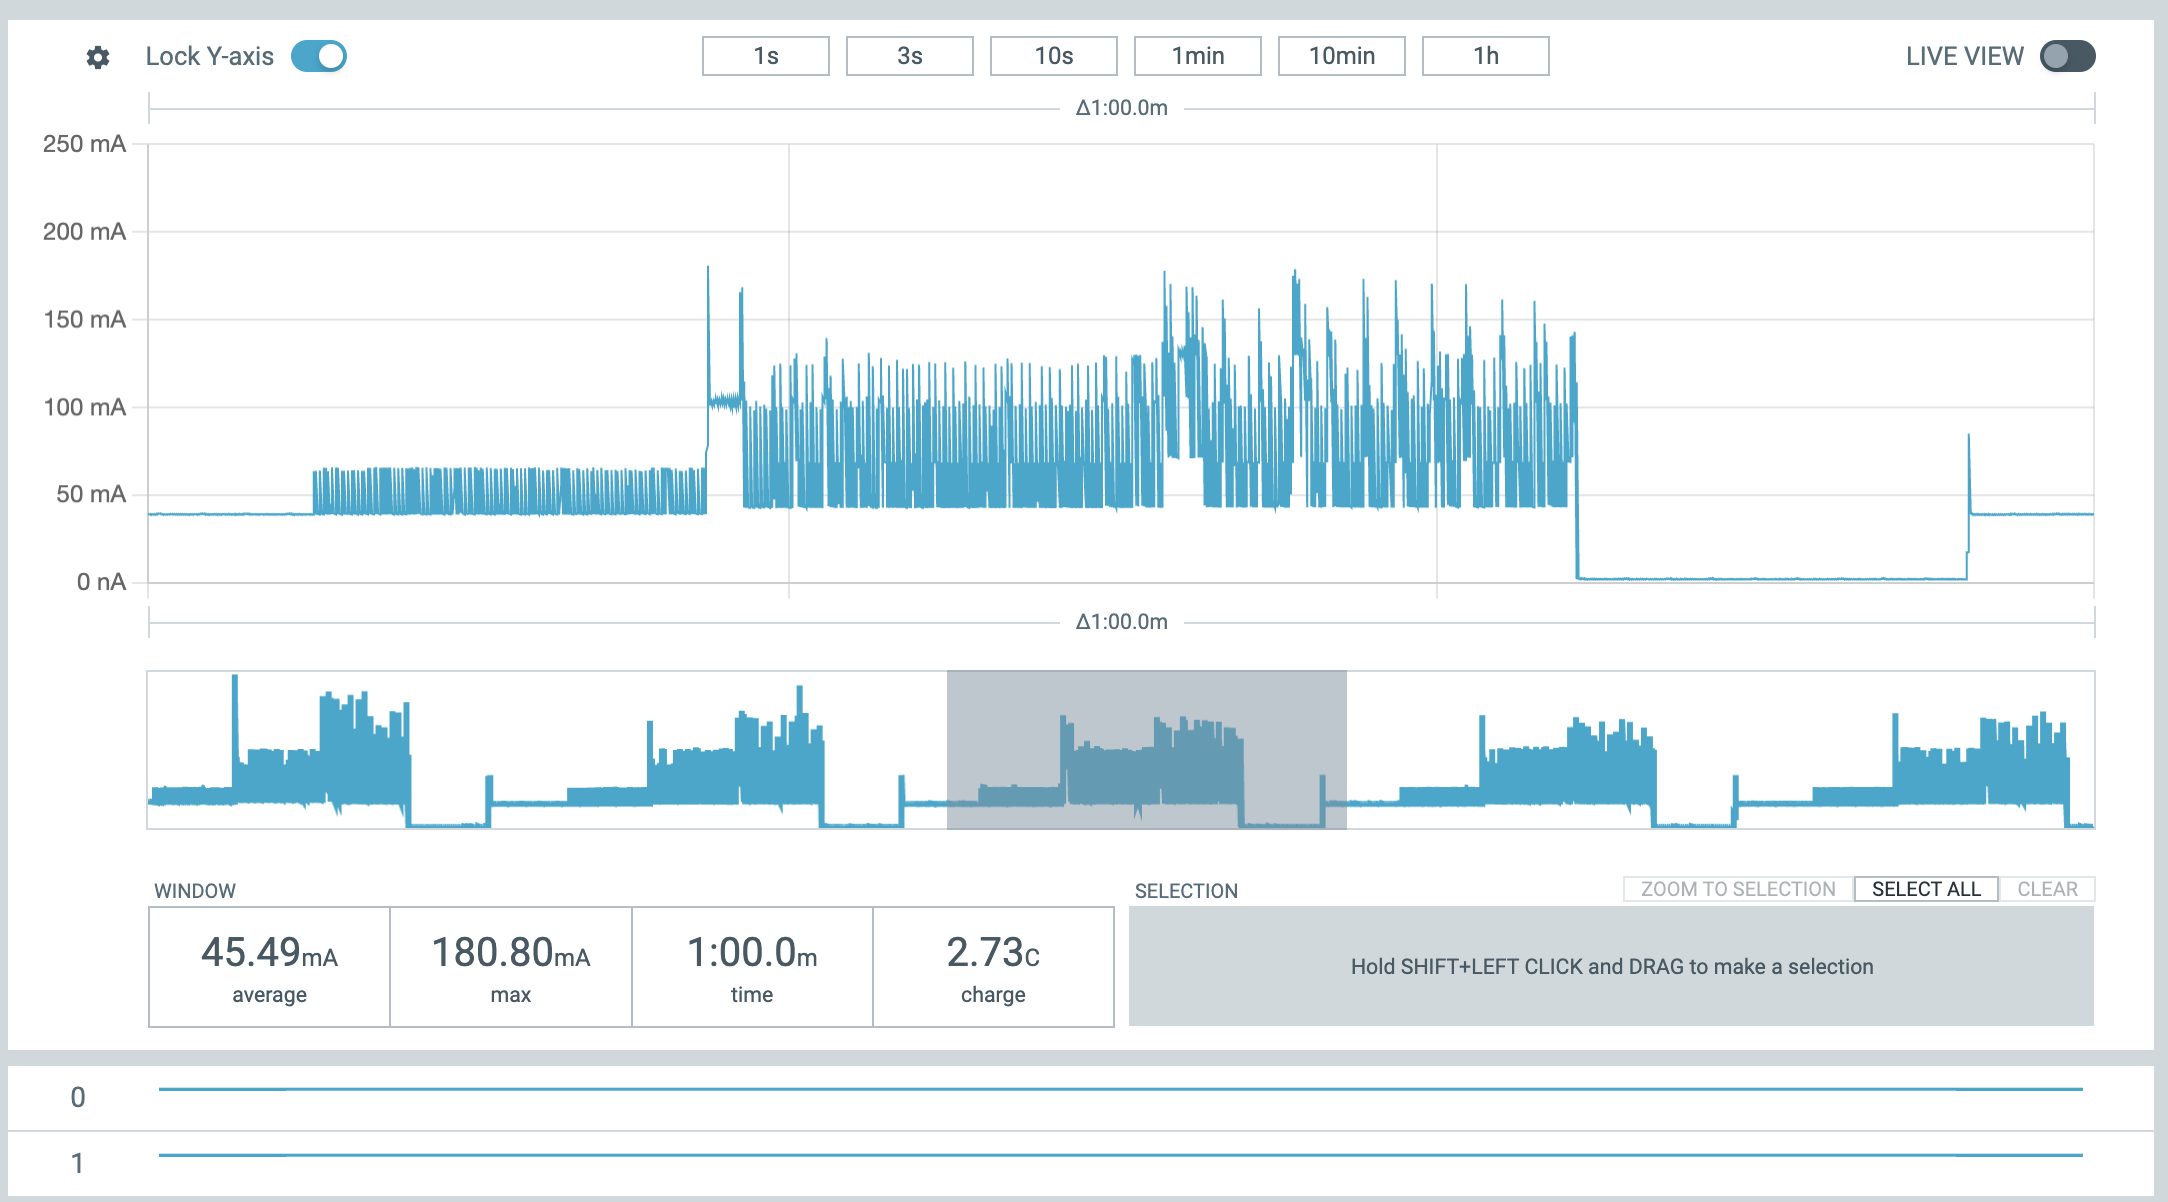 Lock Y-axis 1s 3s 10s 1min 10min 1h LIVE VIEW
Δ1:00.0m
250 mA
200 mA
150 mA
100 mA
50 mA
0 nA
Δ1:00.0m
WINDOW
45.49mA 180.80mA 1:00.0m 2.73C
average max time charge
SELECTION ZOOM TO SELECTION SELECT ALL CLEAR
Hold SHIFT+LEFT CLICK and DRAG to make a selection
0
1